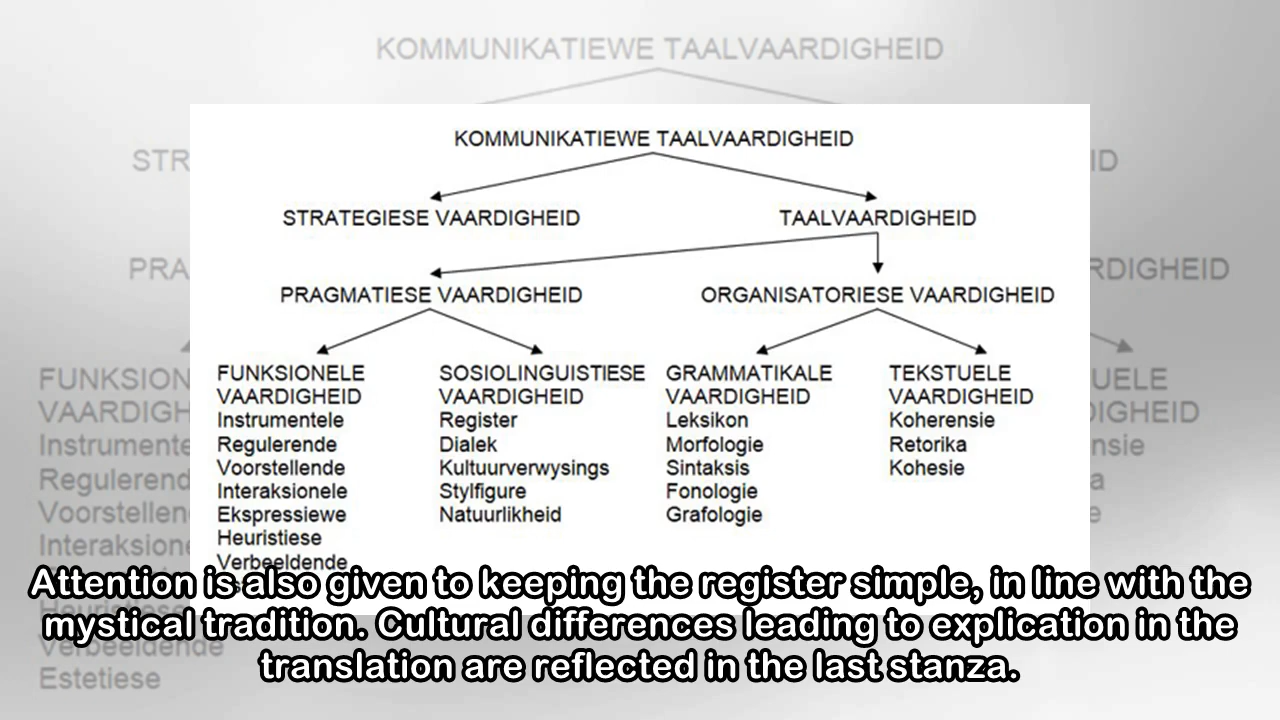 KOMMUNIKATIEWE TAALVAARDIGHEID
KOMMUNIKATIEWE TAALVAARDIGHEID
STRATEGIESE VAARDIGHEID
TAALVAARDIGHEID
PRAGMATIESE VAARDIGHEID
ORGANISATORIESE VAARDIGHEID
FUNKSIONELE
VAARDIGHEID
Instrumentele
Regulerende
Voorstellende
Interaksionele
Ekspressiewe
Heuristiese
Verbeeldende
SOSIOLINGUISTIESE
VAARDIGHEID
Register
Dialek
Kultuurverwysings
Stylfigure
Natuurlikheid
GRAMMATIKALE
VAARDIGHEID
Leksikon
Morfologie
Sintaksis
Fonologie
Grafologie
TEKSTUELE
VAARDIGHEID
Koherensie
Retorika
Kohesie
Attention is also given to keeping the register simple, in line with the
mystical tradition. Cultural differences leading to explication in the
translation are reflected in the last stanza.
Verbeeldende
Estetiese